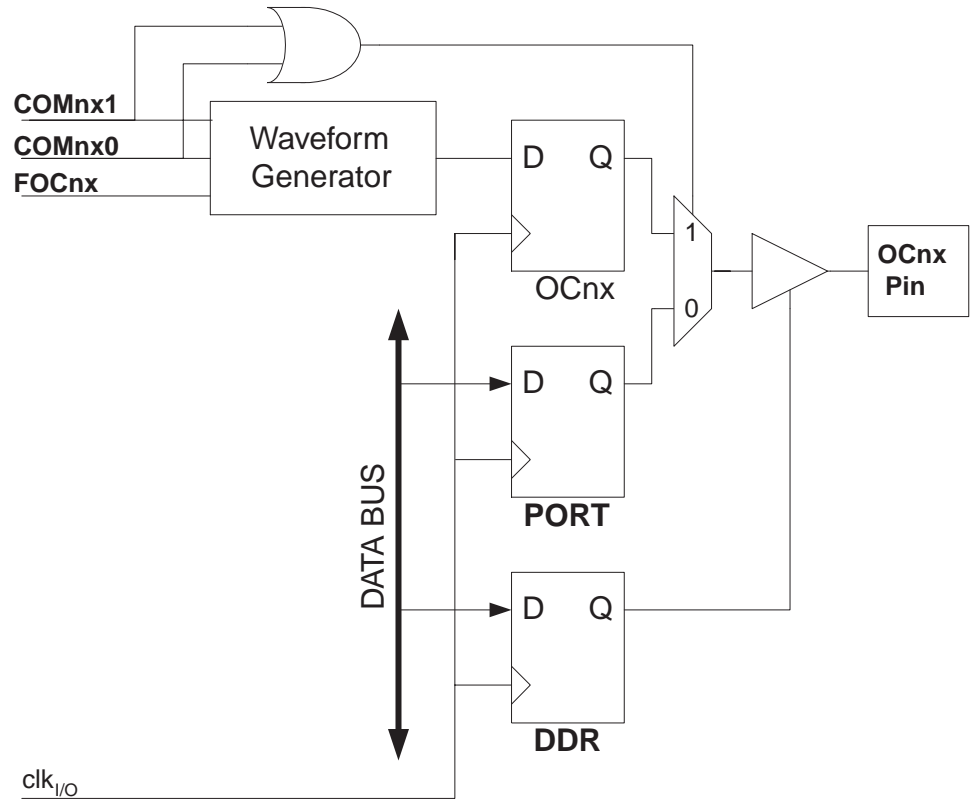 COMnx1
COMnx0
FOCnx
Waveform
Generator
D Q
OCnx
1
0
OCnx
Pin
D Q
PORT
D Q
DDR
DATA BUS
clkI/O